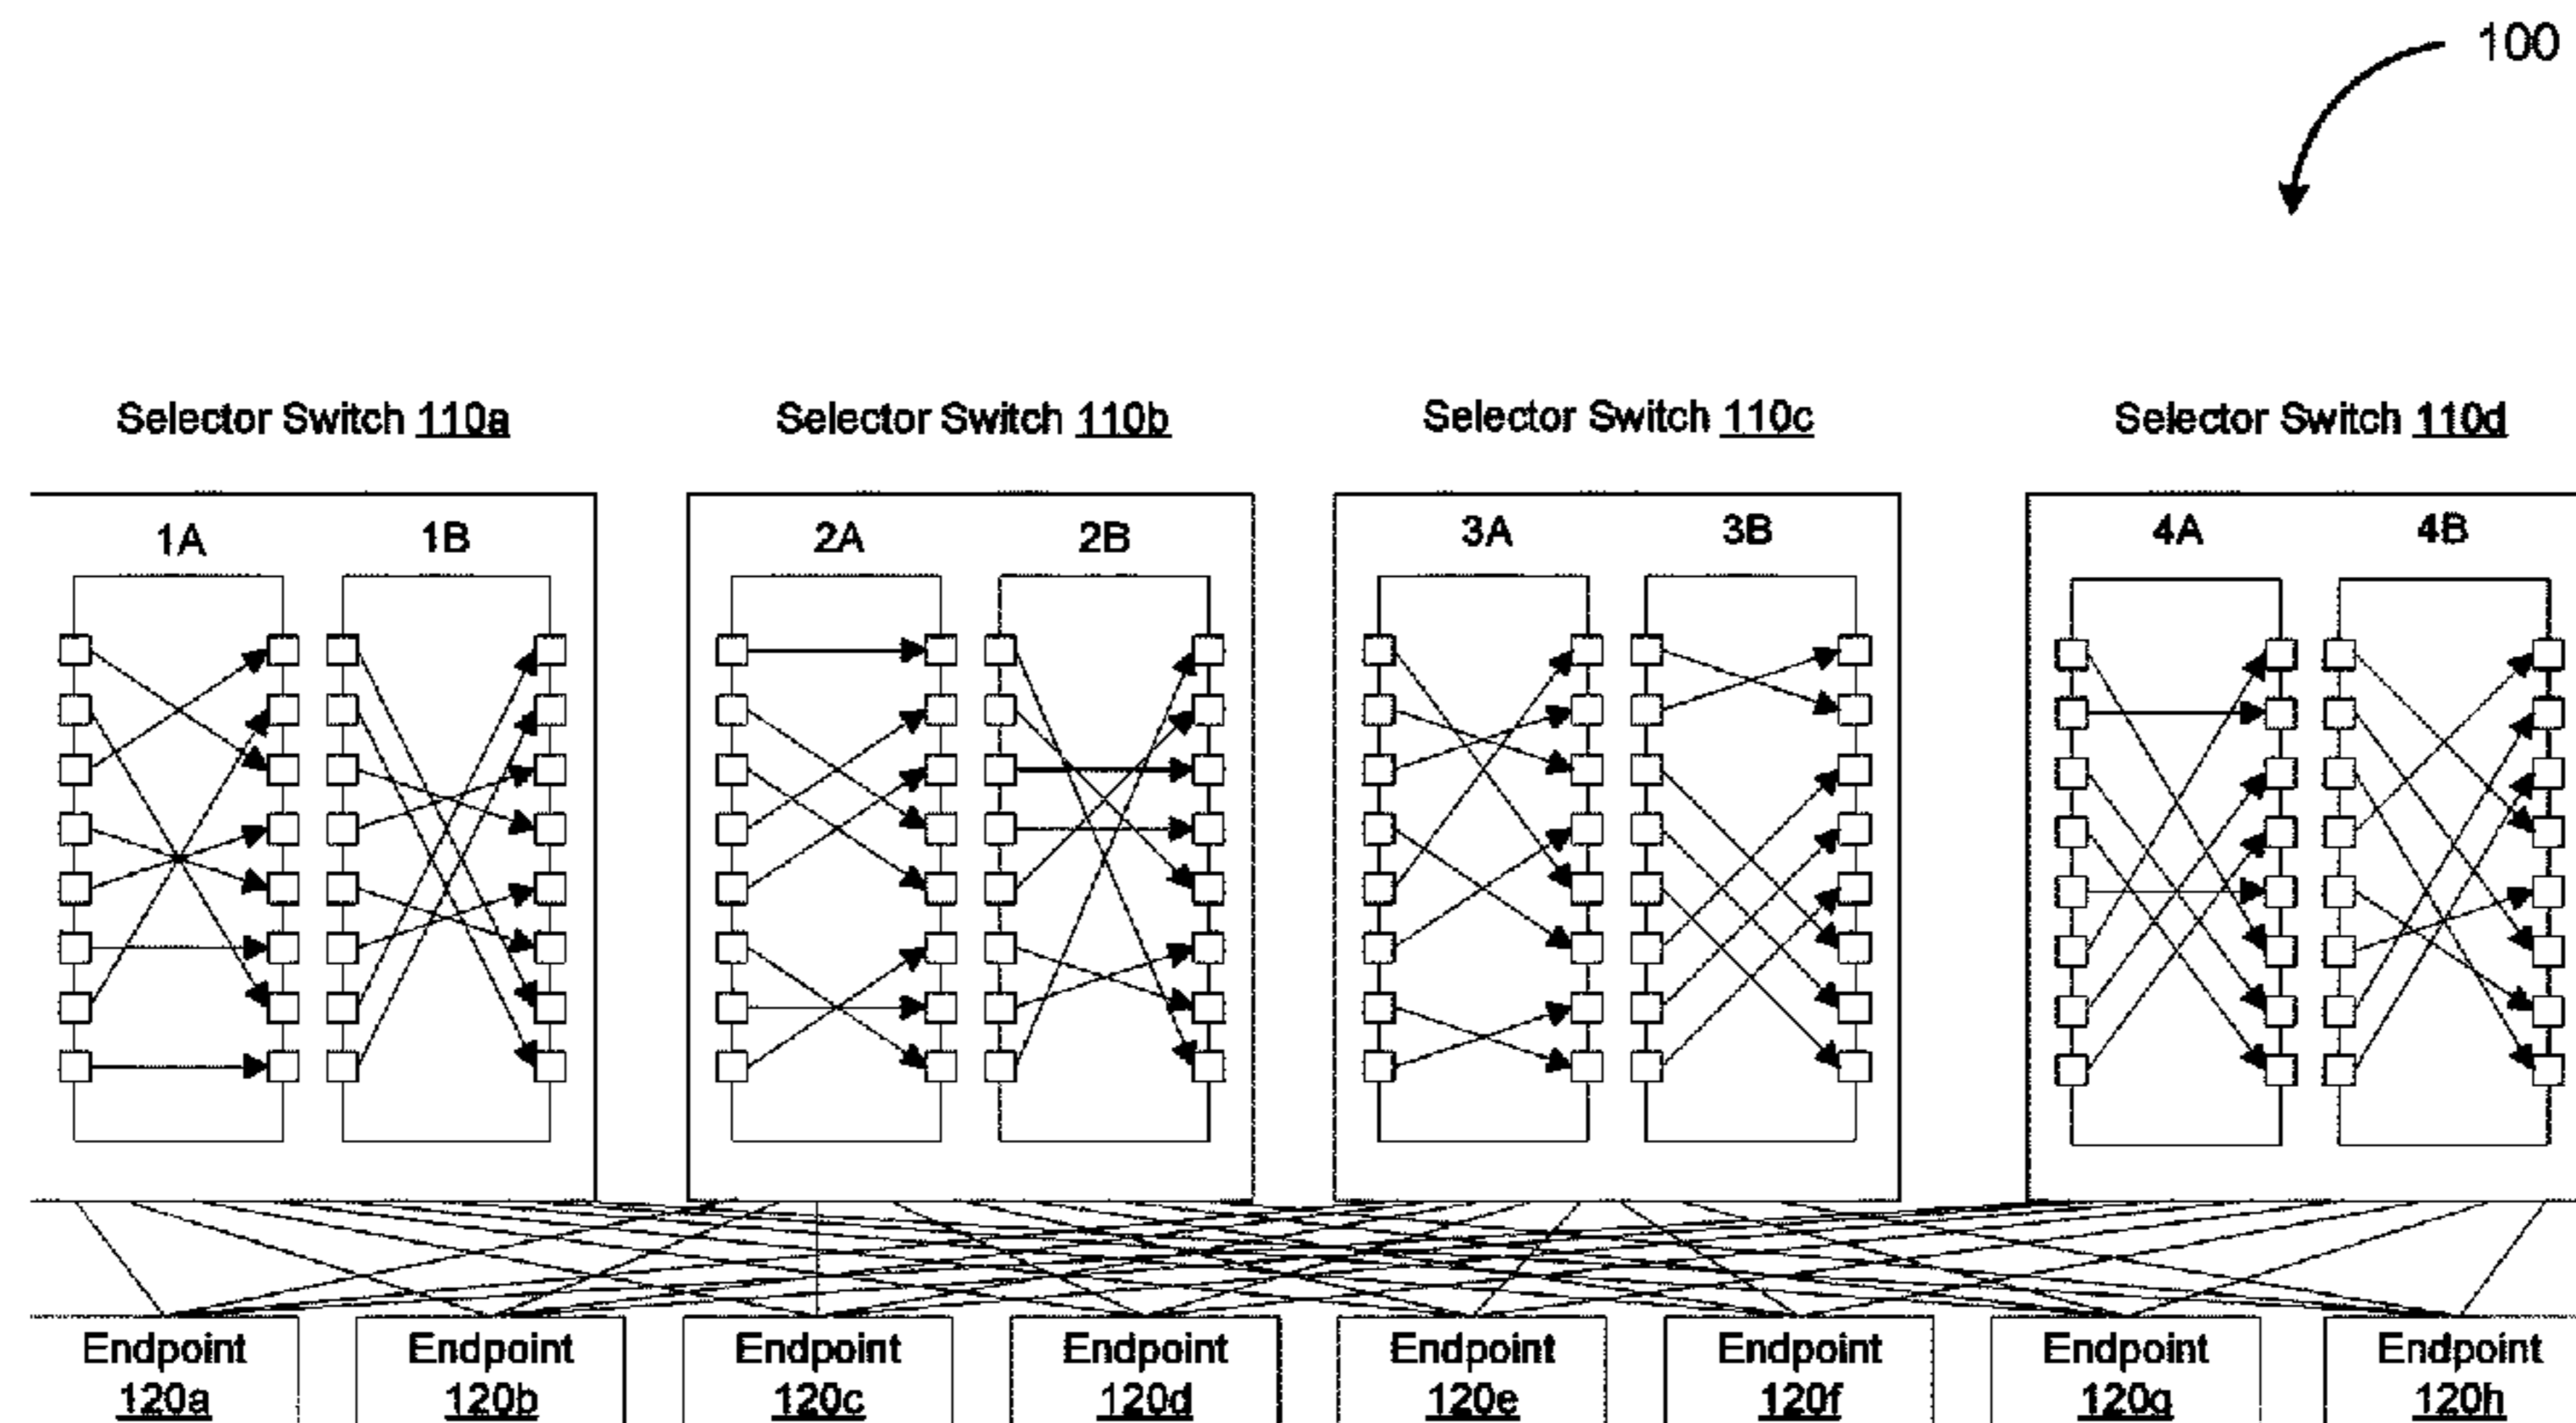 100
Selector Switch 110a Selector Switch 110b Selector Switch 110c Selector Switch 110d
1A 1B 2A 2B 3A 3B 4A 4B
Endpoint Endpoint Endpoint Endpoint Endpoint Endpoint Endpoint Endpoint
120a 120b 120c 120d 120e 120f 120g 120h